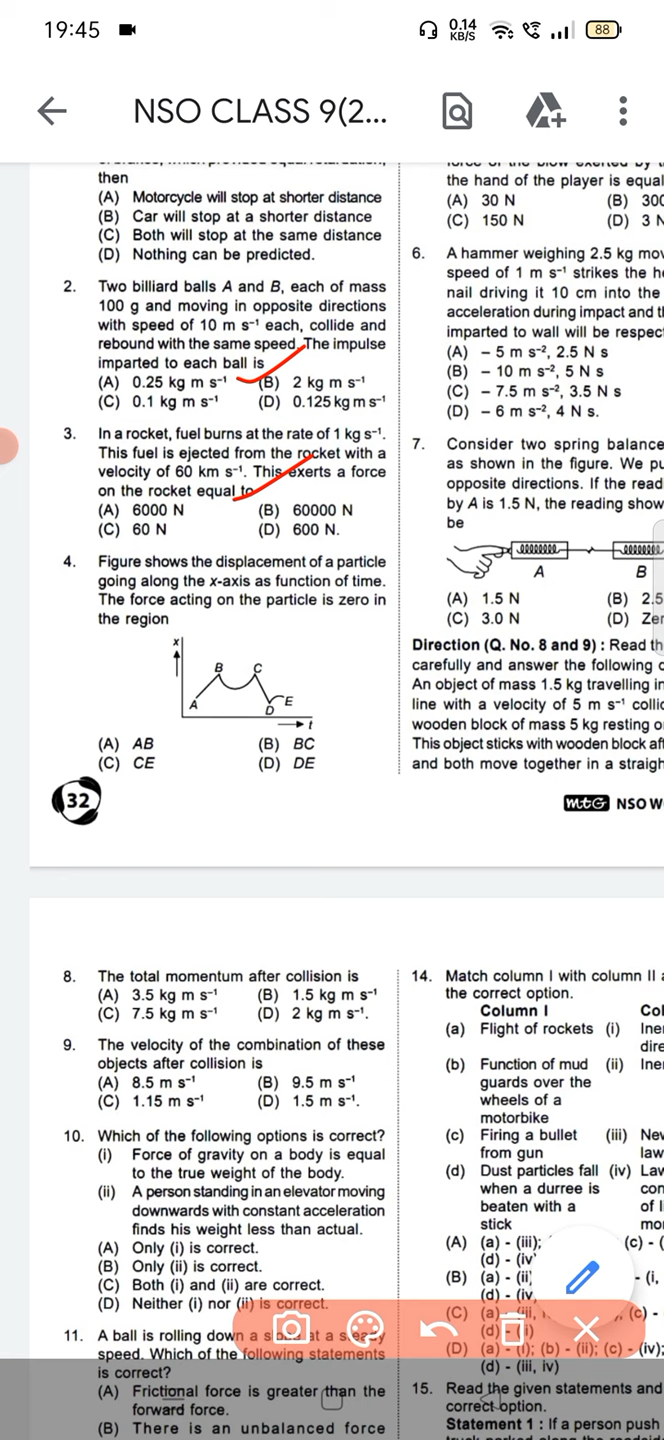 19:45
0.14
KB/S
88
NSO CLASS 9(2...
then
(A) Motorcycle will stop at shorter distance
(B) Car will stop at a shorter distance
(C) Both will stop at the same distance
(D) Nothing can be predicted.
2. Two billiard balls A and B, each of mass
100 g and moving in opposite directions
with speed of 10 m s⁻¹ each, collide and
rebound with the same speed. The impulse
imparted to each ball is
(A) 0.25 kg m s⁻¹ (B) 2 kg m s⁻¹
(C) 0.1 kg m s⁻¹ (D) 0.125 kg m s⁻¹
3. In a rocket, fuel burns at the rate of 1 kg s⁻¹.
This fuel is ejected from the rocket with a
velocity of 60 km s⁻¹. This exerts a force
on the rocket equal to
(A) 6000 N (B) 60000 N
(C) 60 N (D) 600 N.
4. Figure shows the displacement of a particle
going along the x-axis as function of time.
The force acting on the particle is zero in
the region
x
B C
A D E
t
(A) AB (B) BC
(C) CE (D) DE
32
the hand of the player is equal
(A) 30 N (B) 300
(C) 150 N (D) 3 N
6. A hammer weighing 2.5 kg mov
speed of 1 m s⁻¹ strikes the he
nail driving it 10 cm into the
acceleration during impact and th
imparted to wall will be respect
(A) – 5 m s⁻², 2.5 N s
(B) – 10 m s⁻², 5 N s
(C) – 7.5 m s⁻², 3.5 N s
(D) – 6 m s⁻², 4 N s.
7. Consider two spring balance
as shown in the figure. We pu
opposite directions. If the read
by A is 1.5 N, the reading show
be
A B
(A) 1.5 N (B) 2.5
(C) 3.0 N (D) Zer
Direction (Q. No. 8 and 9) : Read th
carefully and answer the following
An object of mass 1.5 kg travelling in
line with a velocity of 5 m s⁻¹ collid
wooden block of mass 5 kg resting o
This object sticks with wooden block aft
and both move together in a straigh
mtG NSO W
8. The total momentum after collision is
(A) 3.5 kg m s⁻¹ (B) 1.5 kg m s⁻¹
(C) 7.5 kg m s⁻¹ (D) 2 kg m s⁻¹.
9. The velocity of the combination of these
objects after collision is
(A) 8.5 m s⁻¹ (B) 9.5 m s⁻¹
(C) 1.15 m s⁻¹ (D) 1.5 m s⁻¹.
10. Which of the following options is correct?
(i) Force of gravity on a body is equal
to the true weight of the body.
(ii) A person standing in an elevator moving
downwards with constant acceleration
finds his weight less than actual.
(A) Only (i) is correct.
(B) Only (ii) is correct.
(C) Both (i) and (ii) are correct.
(D) Neither (i) nor (ii) is correct.
11. A ball is rolling down a slope at a steady
speed. Which of the following statements
is correct?
(A) Frictional force is greater than the
forward force.
(B) There is an unbalanced force
14. Match column I with column II a
the correct option.
Column I Col
(a) Flight of rockets (i) Iner
dire
(b) Function of mud (ii) Iner
guards over the
wheels of a
motorbike
(c) Firing a bullet (iii) New
from gun law
(d) Dust particles fall (iv) Law
when a durree is con
beaten with a of l
stick mo
(A) (a) - (iii); (c) - (
(d) - (iv
(B) (a) - (ii - (i,
(d) - (iv
(C) (a) (c) -
(d) - (i)
(D) (a) - (i); (b) - (ii); (c) - (iv);
(d) - (iii, iv)
15. Read the given statements and
correct option.
Statement 1 : If a person push